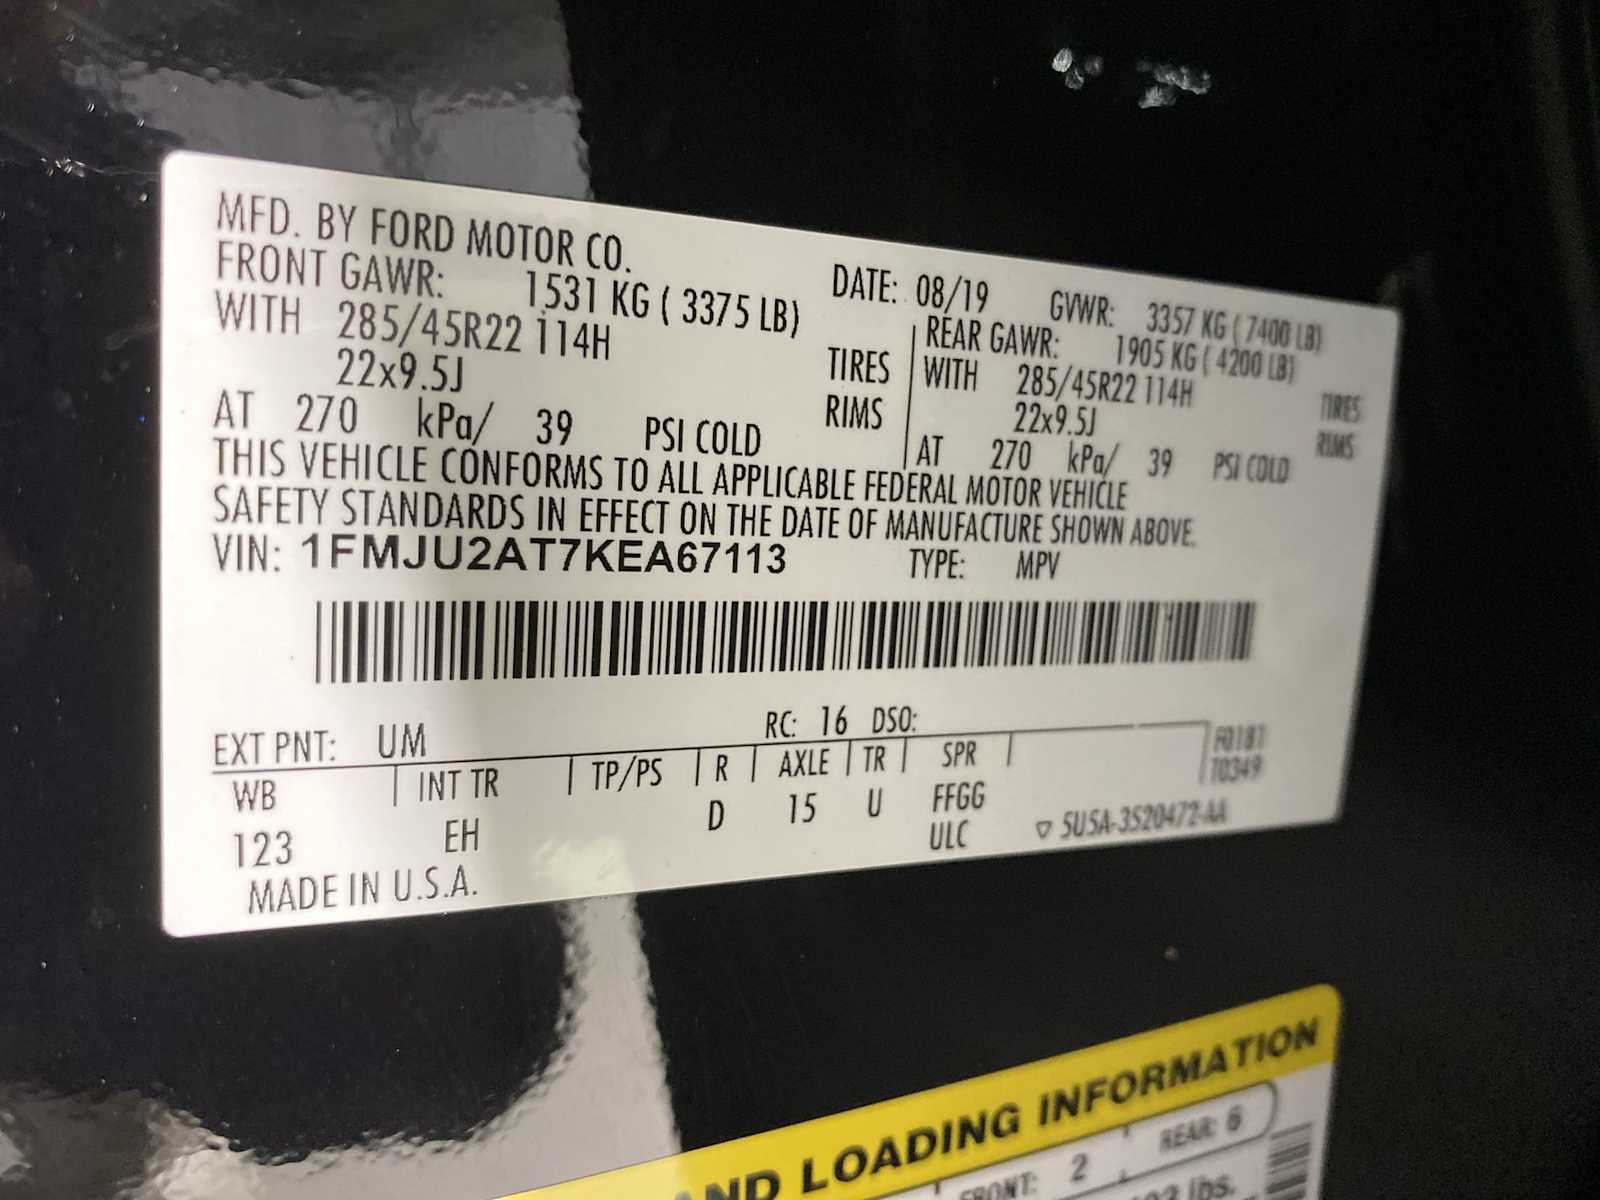 MFD. BY FORD MOTOR CO. DATE: 08/19 GVWR: 3357 KG ( 7400 LB)
FRONT GAWR: 1531 KG ( 3375 LB) REAR GAWR: 1905 KG ( 4200 LB)
WITH 285/45R22 114H TIRES WITH 285/45R22 114H TIRES
22x9.5J RIMS 22x9.5J RIMS
AT 270 kPa/ 39 PSI COLD AT 270 kPa/ 39 PSI COLD
THIS VEHICLE CONFORMS TO ALL APPLICABLE FEDERAL MOTOR VEHICLE
SAFETY STANDARDS IN EFFECT ON THE DATE OF MANUFACTURE SHOWN ABOVE.
VIN: 1FMJU2AT7KEA67113 TYPE: MPV
EXT PNT: UM RC: 16 DSO:
WB INT TR TP/PS R AXLE TR SPR
123 EH D 15 U FFGG
ULC
F0187
T0349
MADE IN U.S.A. ▽ 5U5A-3520472-AA
AND LOADING INFORMATION
FRONT: 2 REAR: 6
lbs.